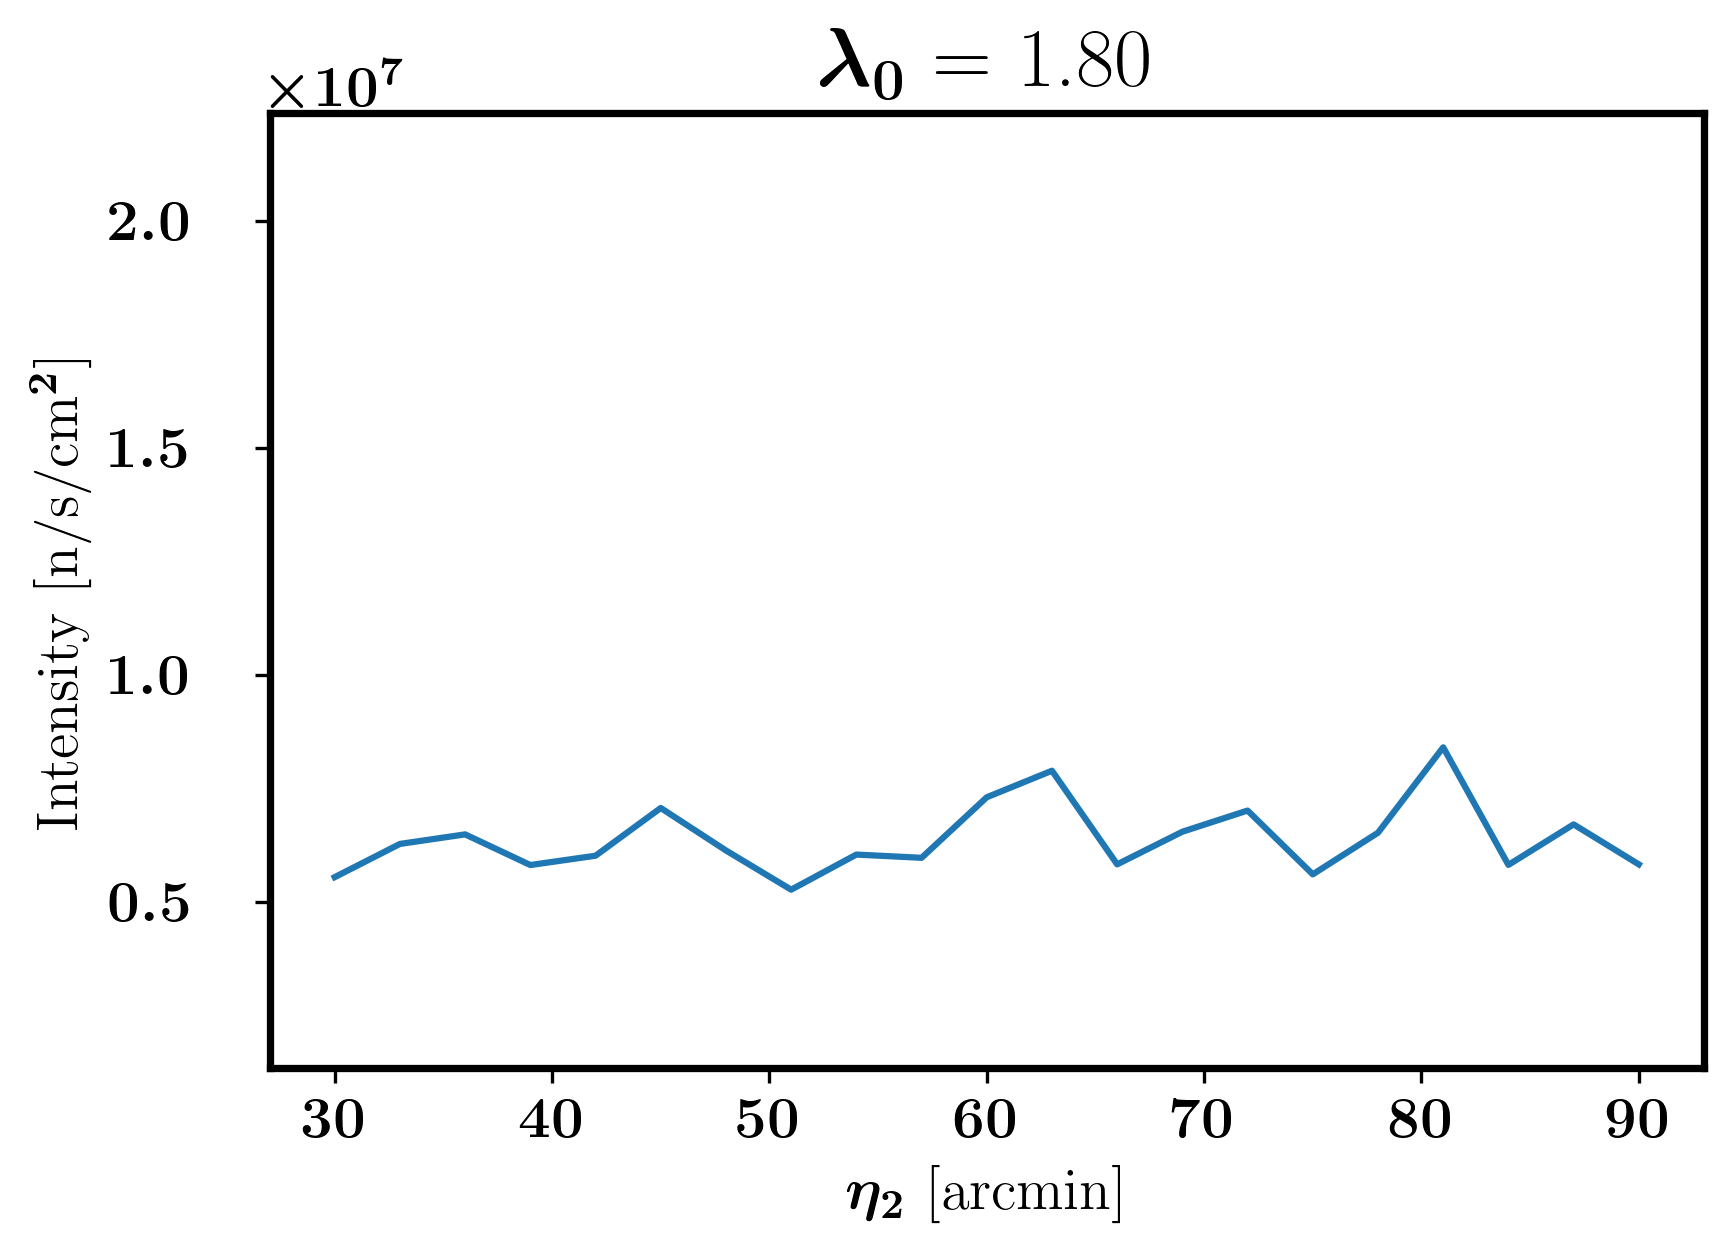 λ₀ = 1.80
×10⁷
2.0
1.5
1.0
0.5
Intensity [n/s/cm²]
30 40 50 60 70 80 90
η₂ [arcmin]